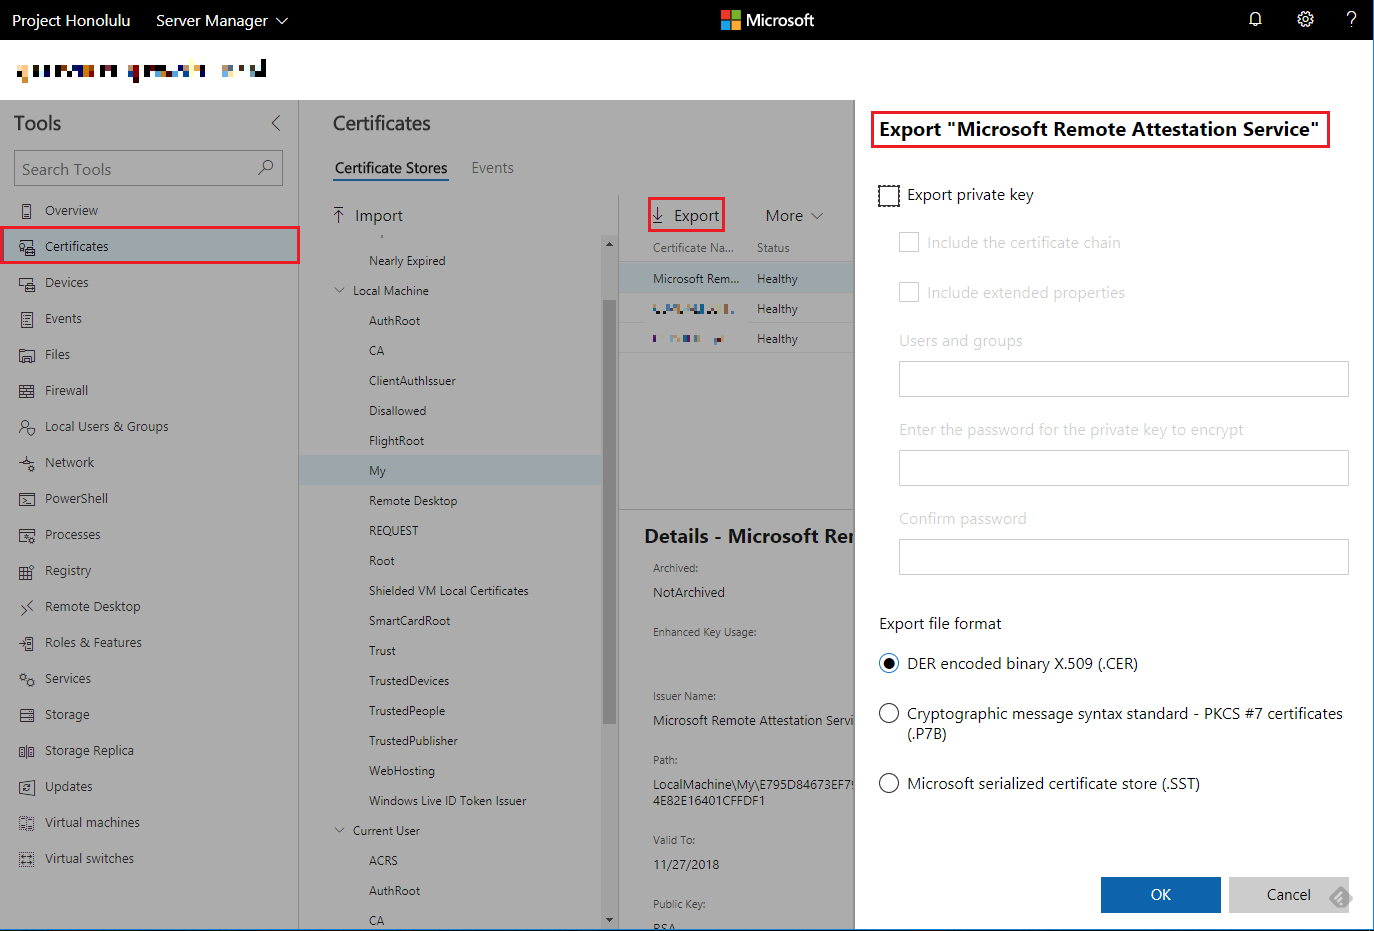 Project Honolulu
Server Manager
Microsoft
Tools
Search Tools
Overview
Certificates
Devices
Events
Files
Firewall
Local Users & Groups
Network
PowerShell
Processes
Registry
Remote Desktop
Roles & Features
Services
Storage
Storage Replica
Updates
Virtual machines
Virtual switches
Certificates
Certificate Stores
Events
Import
Nearly Expired
Local Machine
AuthRoot
CA
ClientAuthIssuer
Disallowed
FlightRoot
My
Remote Desktop
REQUEST
Root
Shielded VM Local Certificates
SmartCardRoot
Trust
TrustedDevices
TrustedPeople
TrustedPublisher
WebHosting
Windows Live ID Token Issuer
Current User
ACRS
AuthRoot
CA
Export
More
Certificate Na...
Status
Microsoft Rem...
Healthy
Healthy
Healthy
Details - Microsoft Rer
Archived:
NotArchived
Enhanced Key Usage:
Issuer Name:
Microsoft Remote Attestation Servi
Path:
LocalMachine\My\E795D84673EF79
4E82E16401CFFDF1
Valid To:
11/27/2018
Public Key:
RSA
Export "Microsoft Remote Attestation Service"
Export private key
Include the certificate chain
Include extended properties
Users and groups
Enter the password for the private key to encrypt
Confirm password
Export file format
DER encoded binary X.509 (.CER)
Cryptographic message syntax standard - PKCS #7 certificates
(.P7B)
Microsoft serialized certificate store (.SST)
OK
Cancel